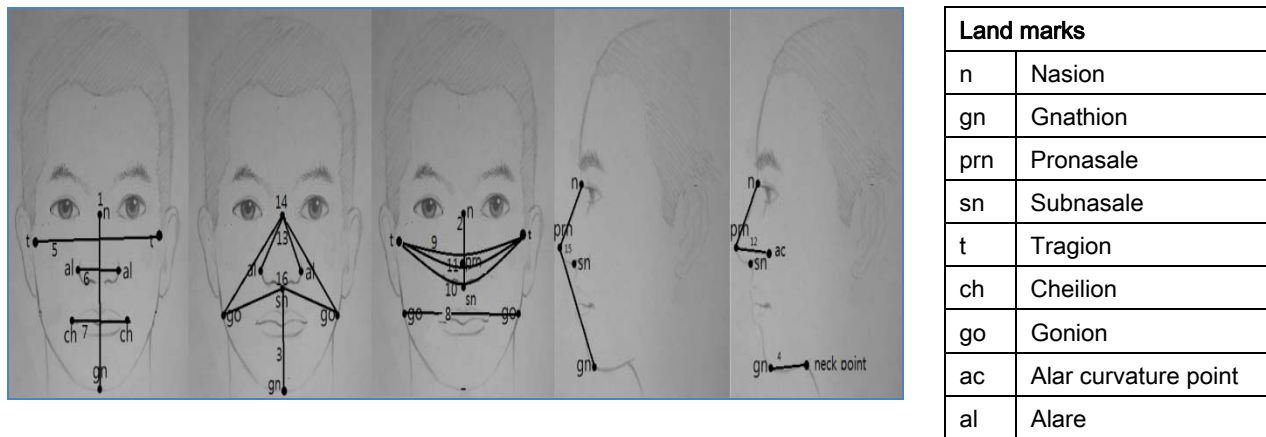 1
n
t
t
5
al
al
6
ch
7
ch
gn
14
13
al
al
16
sn
go
go
3
gn
n
2
t
t
9
prn
11
10
sn
go
8
go
n
prn
15
sn
gn
n
prn
12
ac
sn
gn
4
neck point
Land marks
n Nasion
gn Gnathion
prn Pronasale
sn Subnasale
t Tragion
ch Cheilion
go Gonion
ac Alar curvature point
al Alare